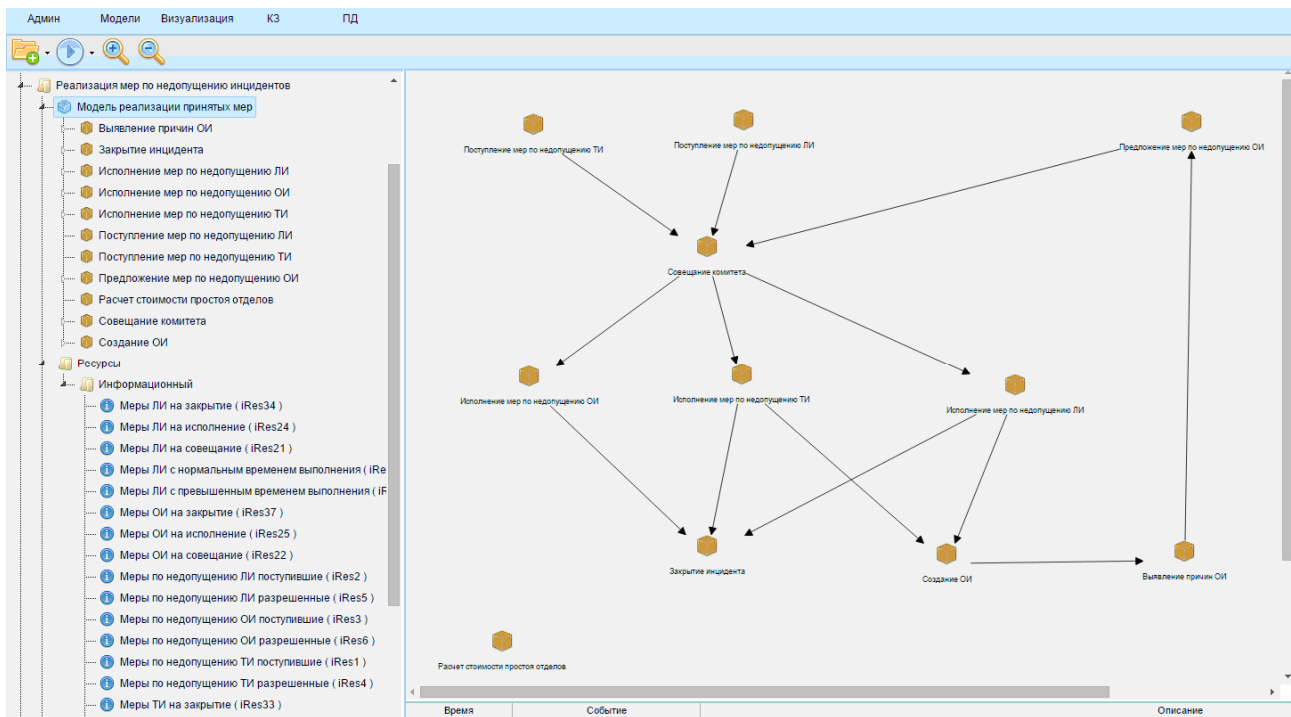 Админ Модели Визуализация КЗ ПД
Реализация мер по недопущению инцидентов
Модель реализации принятых мер
Выявление причин ОИ
Закрытие инцидента
Исполнение мер по недопущению ЛИ
Исполнение мер по недопущению ОИ
Исполнение мер по недопущению ТИ
Поступление мер по недопущению ЛИ
Поступление мер по недопущению ТИ
Предложение мер по недопущению ОИ
Расчет стоимости простоя отделов
Совещание комитета
Создание ОИ
Ресурсы
Информационный
Меры ЛИ на закрытие ( iRes34 )
Меры ЛИ на исполнение ( iRes24 )
Меры ЛИ на совещание ( iRes21 )
Меры ЛИ с нормальным временем выполнения ( iRe
Меры ЛИ с превышенным временем выполнения ( iR
Меры ОИ на закрытие ( iRes37 )
Меры ОИ на исполнение ( iRes25 )
Меры ОИ на совещание ( iRes22 )
Меры по недопущению ЛИ поступившие ( iRes2 )
Меры по недопущению ЛИ разрешенные ( iRes5 )
Меры по недопущению ОИ поступившие ( iRes3 )
Меры по недопущению ОИ разрешенные ( iRes6 )
Меры по недопущению ТИ поступившие ( iRes1 )
Меры по недопущению ТИ разрешенные ( iRes4 )
Меры ТИ на закрытие ( iRes33 )
Поступление мер по недопущению ТИ
Поступление мер по недопущению ЛИ
Предложение мер по недопущению ОИ
Совещание комитета
Исполнение мер по недопущению ОИ
Исполнение мер по недопущению ТИ
Исполнение мер по недопущению ЛИ
Закрытие инцидента
Создание ОИ
Выявление причин ОИ
Расчет стоимости простоя отделов
Время Событие Описание